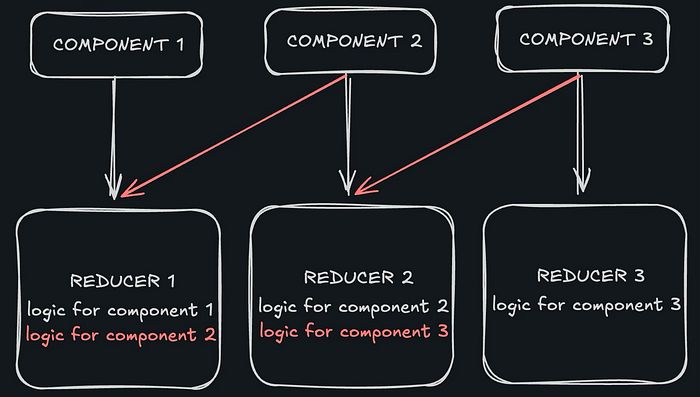 COMPONENT 1
COMPONENT 2
COMPONENT 3
REDUCER 1
logic for component 1
logic for component 2
REDUCER 2
logic for component 2
logic for component 3
REDUCER 3
logic for component 3